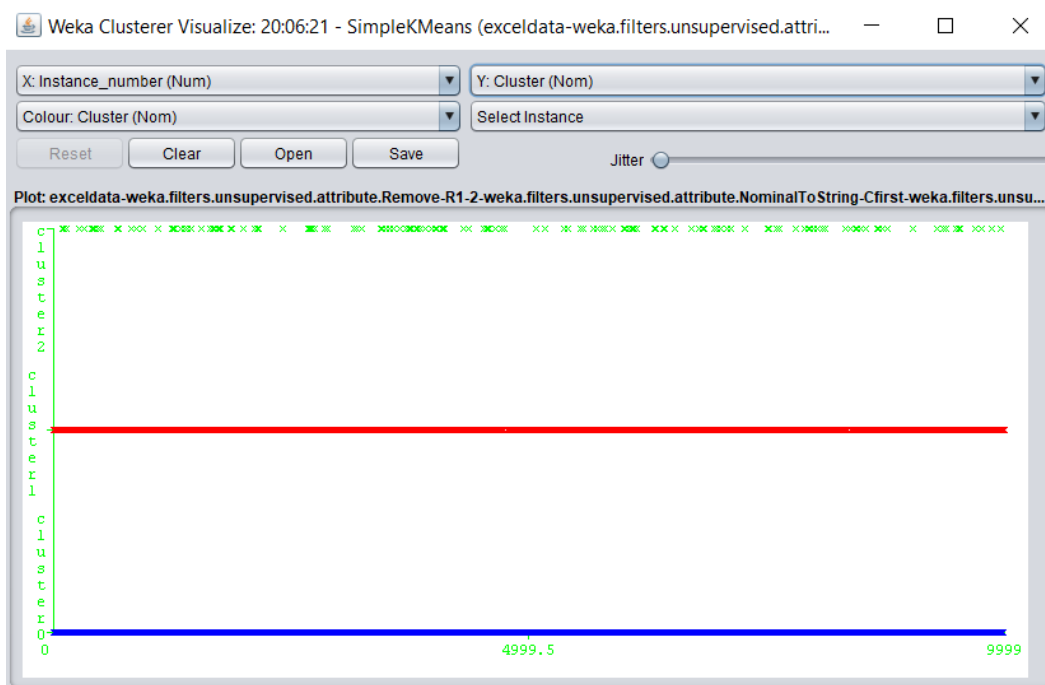 Weka Clusterer Visualize: 20:06:21 - SimpleKMeans (exceldata-weka.filters.unsupervised.attri...
X: Instance_number (Num)
Y: Cluster (Nom)
Colour: Cluster (Nom)
Select Instance
Reset
Clear
Open
Save
Jitter
Plot: exceldata-weka.filters.unsupervised.attribute.Remove-R1-2-weka.filters.unsupervised.attribute.NominalToString-Cfirst-weka.filters.unsu...
cluster2
cluster1
cluster0
0
4999.5
9999